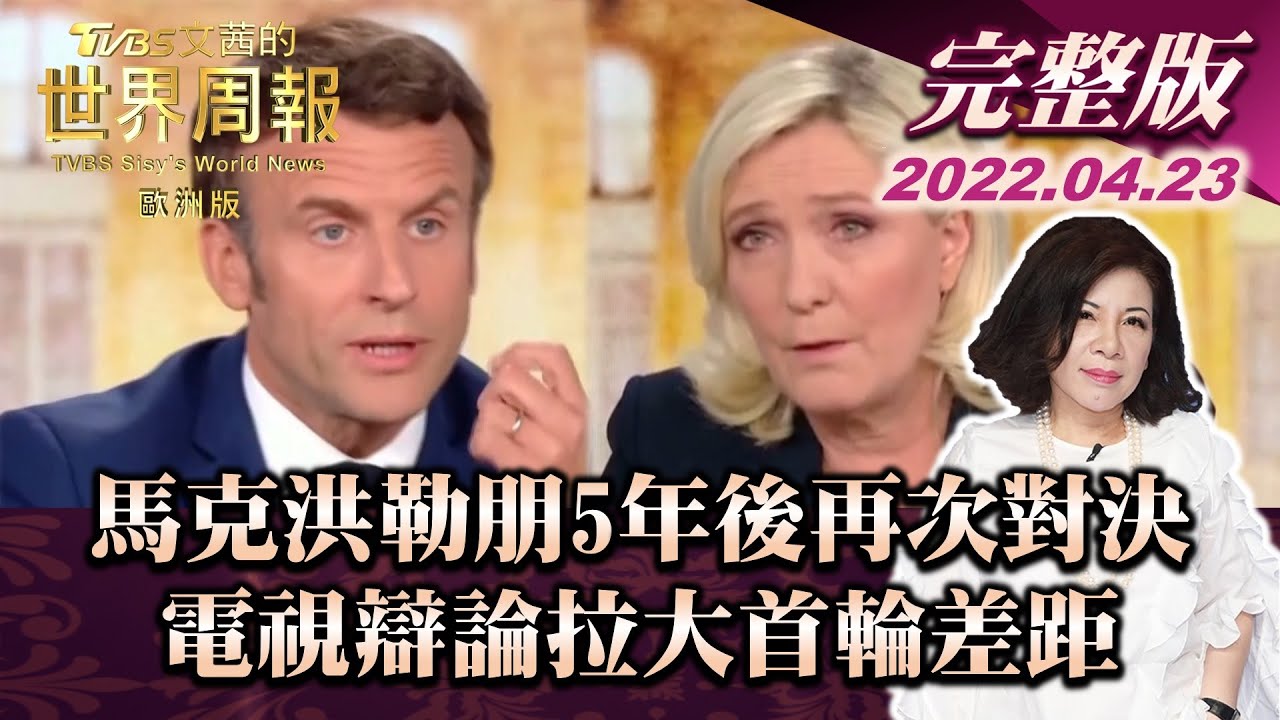 TVBS文茜的
世界周報
TVBS Sisy's World News
歐洲版
完整版
2022.04.23
馬克洪勒朋5年後再次對決
電視辯論拉大首輪差距